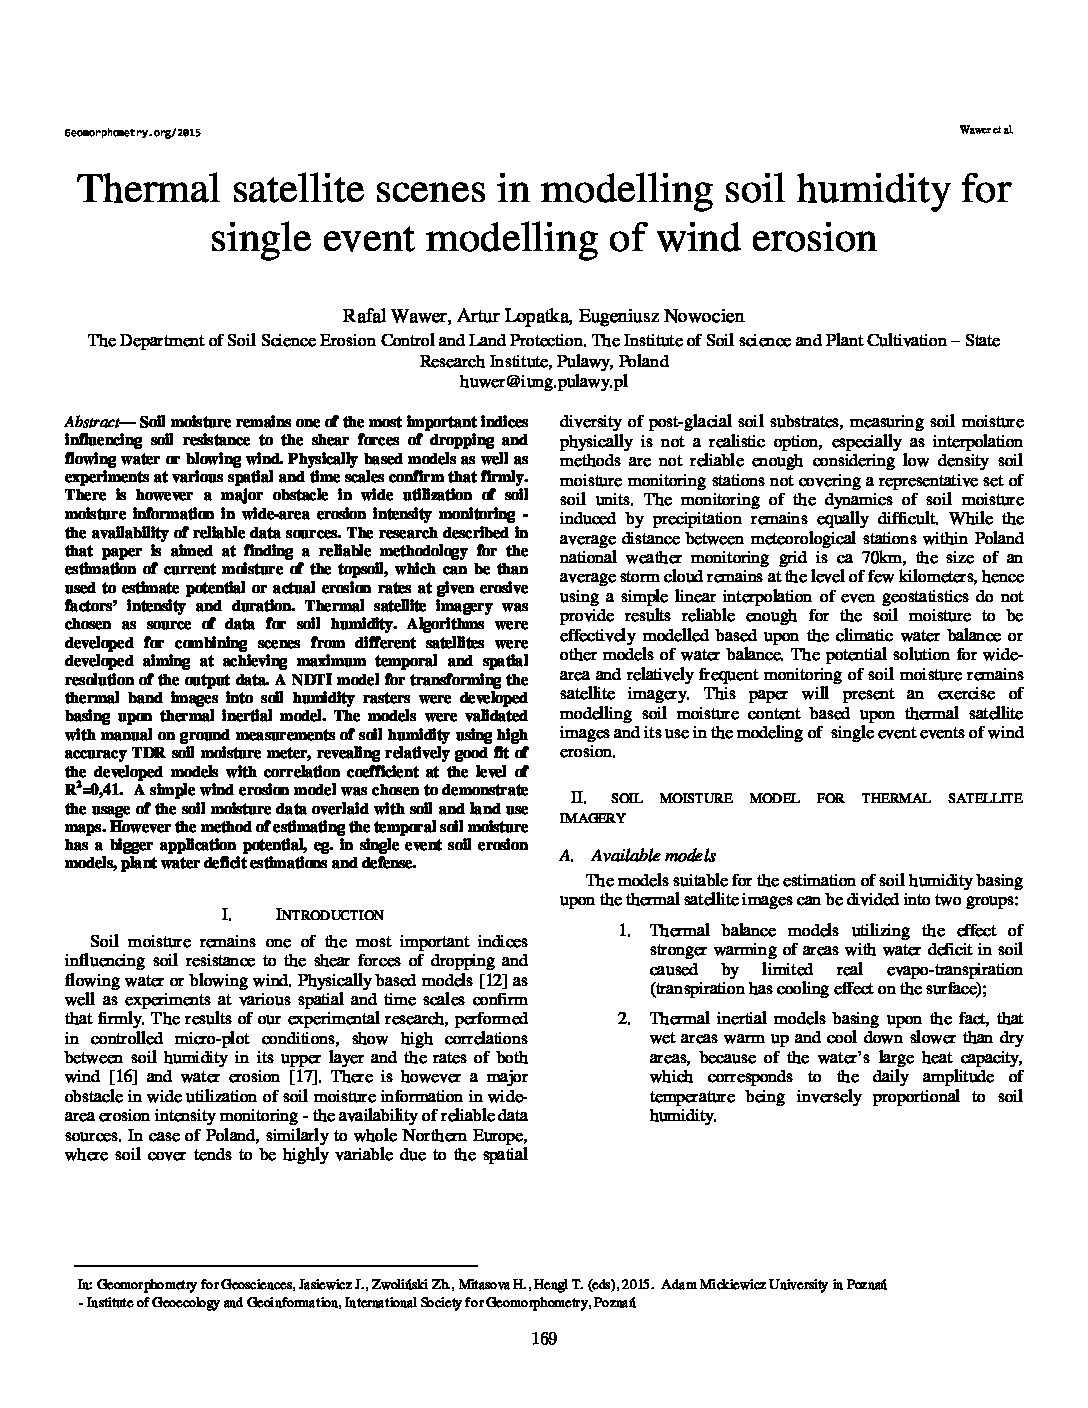 Geomorphometry.org/2015
Wawer et al.
Thermal satellite scenes in modelling soil humidity for
single event modelling of wind erosion
Rafal Wawer, Artur Lopatka, Eugeniusz Nowocien
The Department of Soil Science Erosion Control and Land Protection. The Institute of Soil science and Plant Cultivation – State
Research Institute, Pulawy, Poland
huwer@iung.pulawy.pl
Abstract— Soil moisture remains one of the most important indices
influencing soil resistance to the shear forces of dropping and
flowing water or blowing wind. Physically based models as well as
experiments at various spatial and time scales confirm that firmly.
There is however a major obstacle in wide utilization of soil
moisture information in wide-area erosion intensity monitoring -
the availability of reliable data sources. The research described in
that paper is aimed at finding a reliable methodology for the
estimation of current moisture of the topsoil, which can be than
used to estimate potential or actual erosion rates at given erosive
factors' intensity and duration. Thermal satellite imagery was
chosen as source of data for soil humidity. Algorithms were
developed for combining scenes from different satellites were
developed aiming at achieving maximum temporal and spatial
resolution of the output data. A NDTI model for transforming the
thermal band images into soil humidity rasters were developed
basing upon thermal inertial model. The models were validated
with manual on ground measurements of soil humidity using high
accuracy TDR soil moisture meter, revealing relatively good fit of
the developed models with correlation coefficient at the level of
R²=0,41. A simple wind erosion model was chosen to demonstrate
the usage of the soil moisture data overlaid with soil and land use
maps. However the method of estimating the temporal soil moisture
has a bigger application potential, eg. in single event soil erosion
models, plant water deficit estimations and defense.
I. INTRODUCTION
Soil moisture remains one of the most important indices
influencing soil resistance to the shear forces of dropping and
flowing water or blowing wind. Physically based models [12] as
well as experiments at various spatial and time scales confirm
that firmly. The results of our experimental research, performed
in controlled micro-plot conditions, show high correlations
between soil humidity in its upper layer and the rates of both
wind [16] and water erosion [17]. There is however a major
obstacle in wide utilization of soil moisture information in wide-
area erosion intensity monitoring - the availability of reliable data
sources. In case of Poland, similarly to whole Northern Europe,
where soil cover tends to be highly variable due to the spatial
diversity of post-glacial soil substrates, measuring soil moisture
physically is not a realistic option, especially as interpolation
methods are not reliable enough considering low density soil
moisture monitoring stations not covering a representative set of
soil units. The monitoring of the dynamics of soil moisture
induced by precipitation remains equally difficult. While the
average distance between meteorological stations within Poland
national weather monitoring grid is ca 70km, the size of an
average storm cloud remains at the level of few kilometers, hence
using a simple linear interpolation of even geostatistics do not
provide results reliable enough for the soil moisture to be
effectively modelled based upon the climatic water balance or
other models of water balance. The potential solution for wide-
area and relatively frequent monitoring of soil moisture remains
satellite imagery. This paper will present an exercise of
modelling soil moisture content based upon thermal satellite
images and its use in the modeling of single event events of wind
erosion.
II. SOIL MOISTURE MODEL FOR THERMAL SATELLITE
IMAGERY
A. Available models
The models suitable for the estimation of soil humidity basing
upon the thermal satellite images can be divided into two groups:
1. Thermal balance models utilizing the effect of
stronger warming of areas with water deficit in soil
caused by limited real evapo-transpiration
(transpiration has cooling effect on the surface);
2. Thermal inertial models basing upon the fact, that
wet areas warm up and cool down slower than dry
areas, because of the water's large heat capacity,
which corresponds to the daily amplitude of
temperature being inversely proportional to soil
humidity.
In: Geomorphometry for Geosciences, Jasiewicz J., Zwoliński Zb., Mitasova H., Hengl T. (eds), 2015. Adam Mickiewicz University in Poznań
- Institute of Geoecology and Geoinformation, International Society for Geomorphometry, Poznań
169